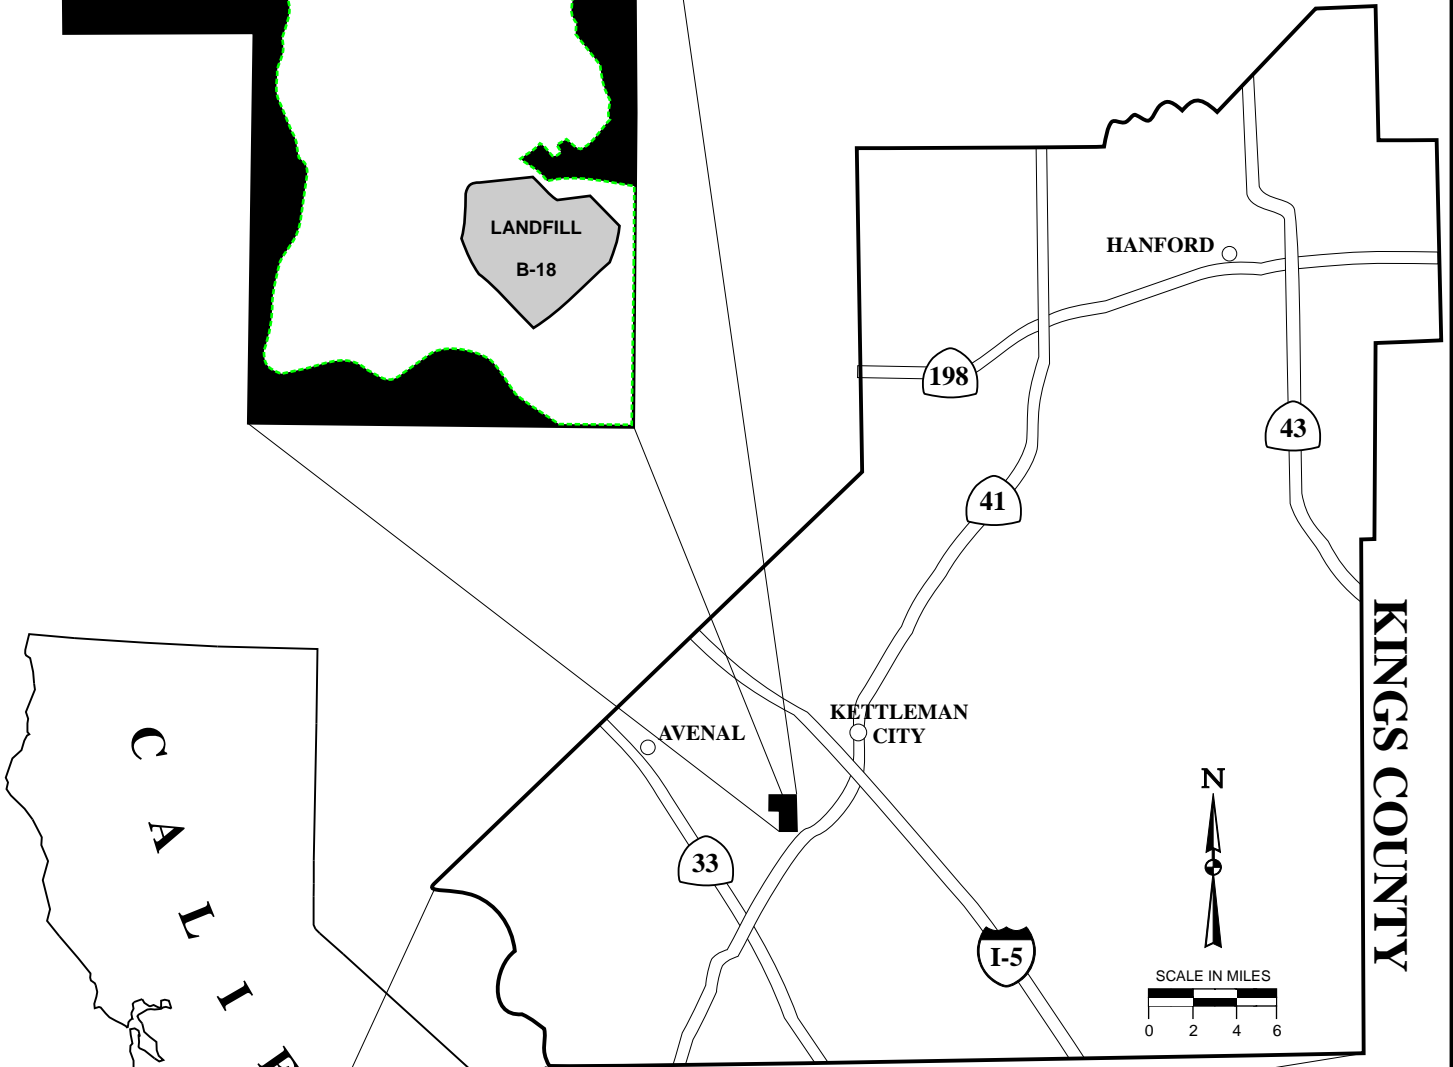 LANDFILL
B-18
HANFORD
198
43
41
KINGS COUNTY
KETTLEMAN
CITY
AVENAL
N
33
I-5
SCALE IN MILES
0 2 4 6
C A L I F